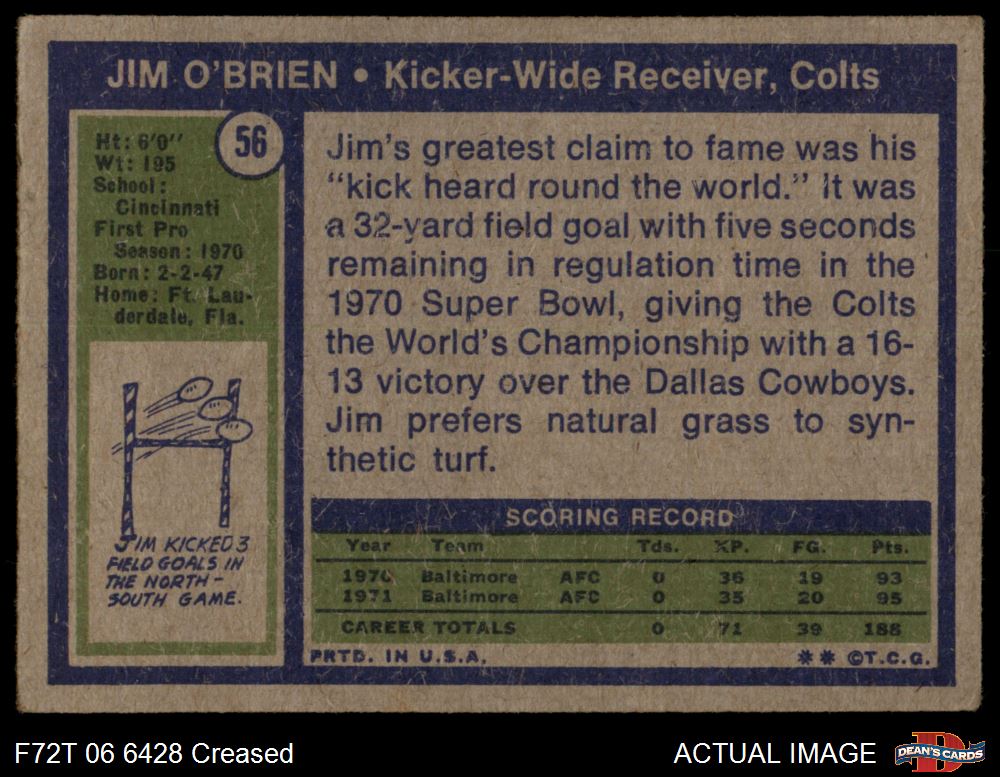 JIM O'BRIEN • Kicker-Wide Receiver, Colts
56
Ht: 6'0"
Wt: 195
School:
Cincinnati
First Pro
Season: 1970
Born: 2-2-47
Home: Ft. Lau-
derdale, Fla.
JIM KICKED 3
FIELD GOALS IN
THE NORTH-
SOUTH GAME.
Jim's greatest claim to fame was his
"kick heard round the world." It was
a 32-yard field goal with five seconds
remaining in regulation time in the
1970 Super Bowl, giving the Colts
the World's Championship with a 16-
13 victory over the Dallas Cowboys.
Jim prefers natural grass to syn-
thetic turf.
SCORING RECORD
Year Team Tds. XP. FG. Pts.
1970 Baltimore AFC 0 36 19 93
1971 Baltimore AFC 0 35 20 95
CAREER TOTALS 0 71 39 188
PRTD. IN U.S.A. ** ©T.C.G.
F72T 06 6428 Creased ACTUAL IMAGE
DEAN'S CARDS